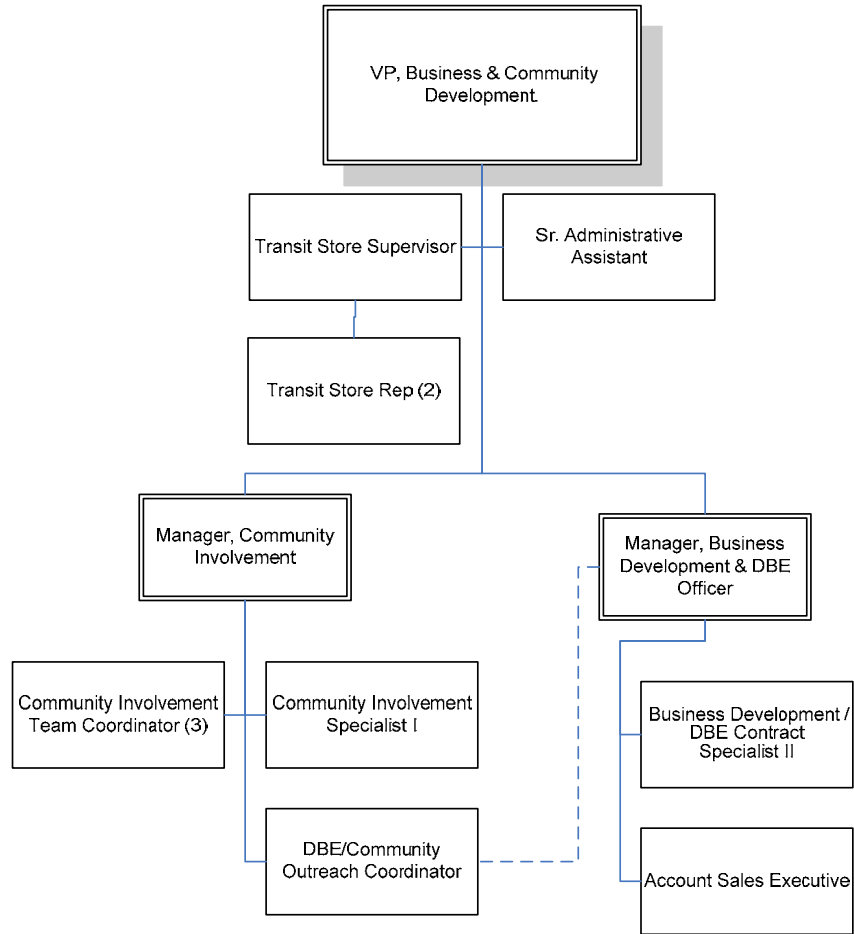 VP, Business & Community
Development.
Transit Store Supervisor
Sr. Administrative
Assistant
Transit Store Rep (2)
Manager, Community
Involvement
Manager, Business
Development & DBE
Officer
Community Involvement
Team Coordinator (3)
Community Involvement
Specialist I
Business Development /
DBE Contract
Specialist II
DBE/Community
Outreach Coordinator
Account Sales Executive